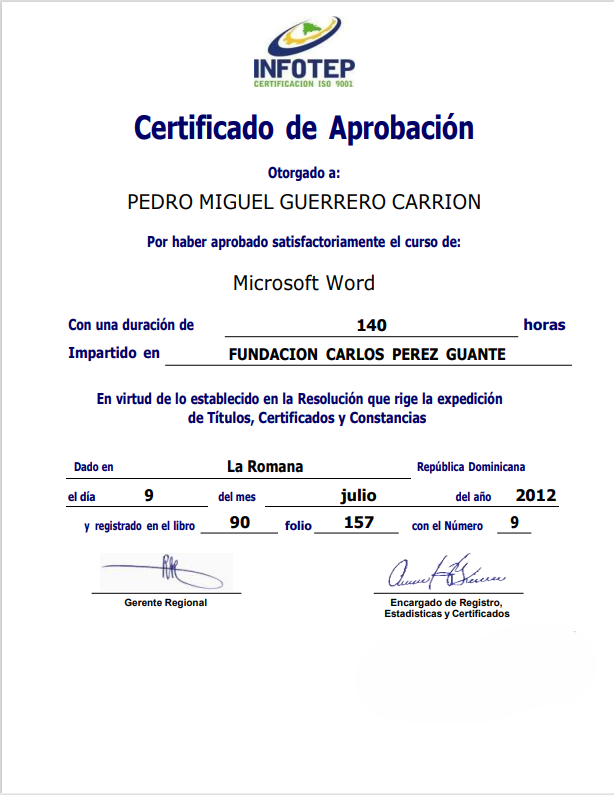 INFOTEP
CERTIFICACION ISO 9001
Certificado de Aprobación
Otorgado a:
PEDRO MIGUEL GUERRERO CARRION
Por haber aprobado satisfactoriamente el curso de:
Microsoft Word
Con una duración de 140 horas
Impartido en FUNDACION CARLOS PEREZ GUANTE
En virtud de lo establecido en la Resolución que rige la expedición
de Títulos, Certificados y Constancias
Dado en La Romana República Dominicana
el día 9 del mes julio del año 2012
y registrado en el libro 90 folio 157 con el Número 9
Gerente Regional
Encargado de Registro,
Estadisticas y Certificados